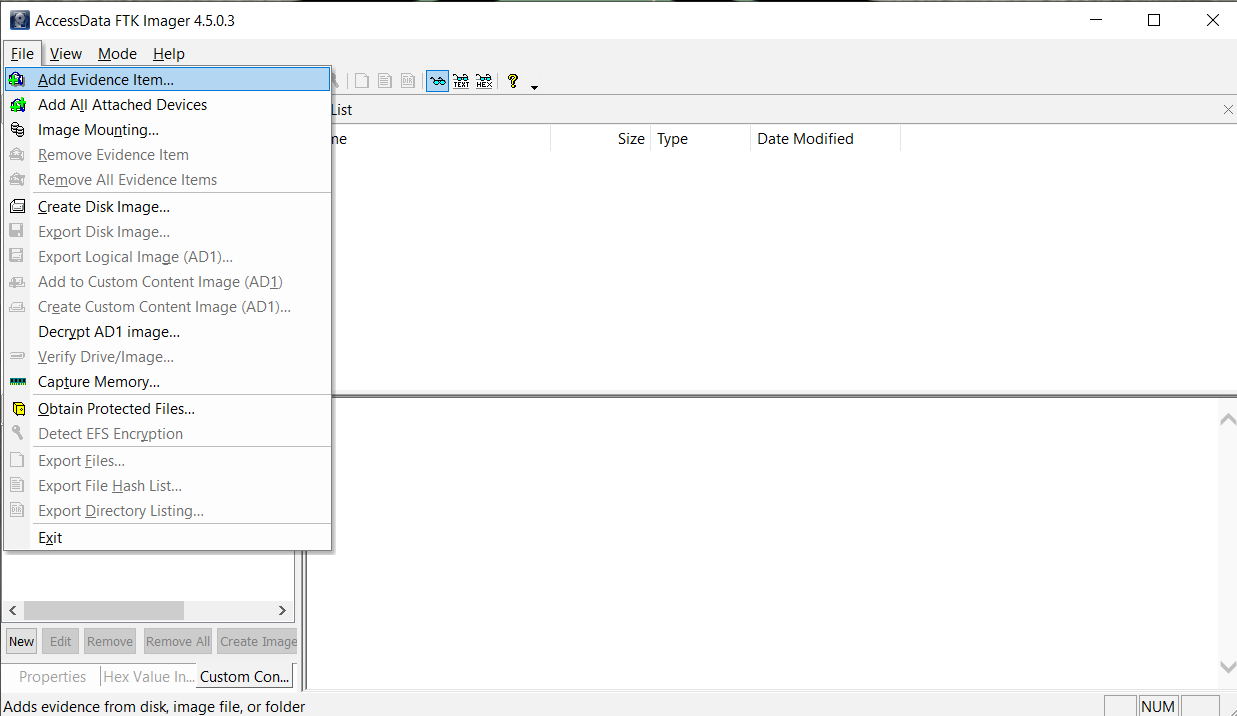 AccessData FTK Imager 4.5.0.3
File View Mode Help
Add Evidence Item...
Add All Attached Devices
Image Mounting...
Remove Evidence Item
Remove All Evidence Items
Create Disk Image...
Export Disk Image...
Export Logical Image (AD1)...
Add to Custom Content Image (AD1)
Create Custom Content Image (AD1)...
Decrypt AD1 image...
Verify Drive/Image...
Capture Memory...
Obtain Protected Files...
Detect EFS Encryption
Export Files...
Export File Hash List...
Export Directory Listing...
Exit
TEXT HEX ?
List
me Size Type Date Modified
New Edit Remove Remove All Create Image
Properties Hex Value In... Custom Con...
Adds evidence from disk, image file, or folder
NUM